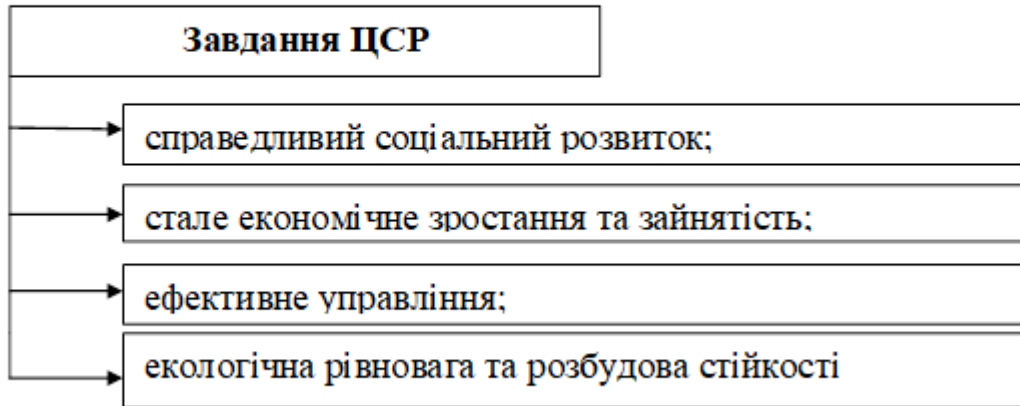 Завдання ЦСР
справедливий соціальний розвиток;
стале економічне зростання та зайнятість;
ефективне управління;
екологічна рівновага та розбудова стійкості